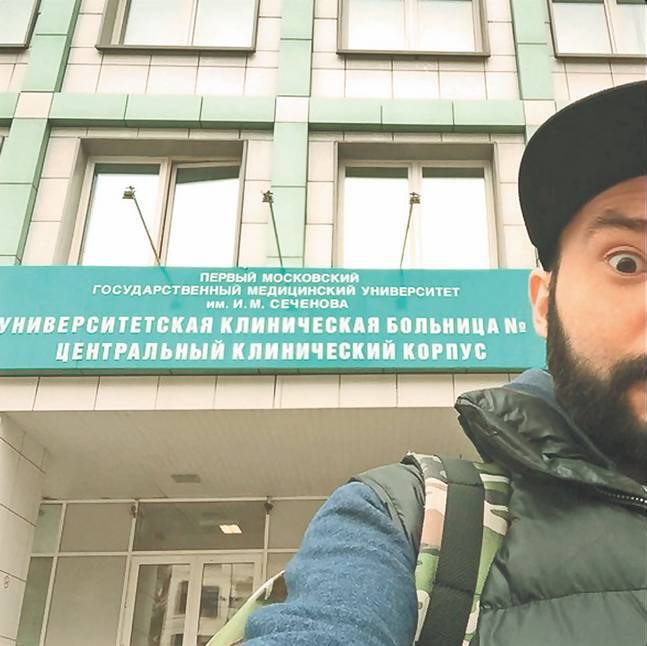 ПЕРВЫЙ МОСКОВСКИЙ
ГОСУДАРСТВЕННЫЙ МЕДИЦИНСКИЙ УНИВЕРСИТЕТ
им. И.М. СЕЧЕНОВА
УНИВЕРСИТЕТСКАЯ КЛИНИЧЕСКАЯ БОЛЬНИЦА №
ЦЕНТРАЛЬНЫЙ КЛИНИЧЕСКИЙ КОРПУС